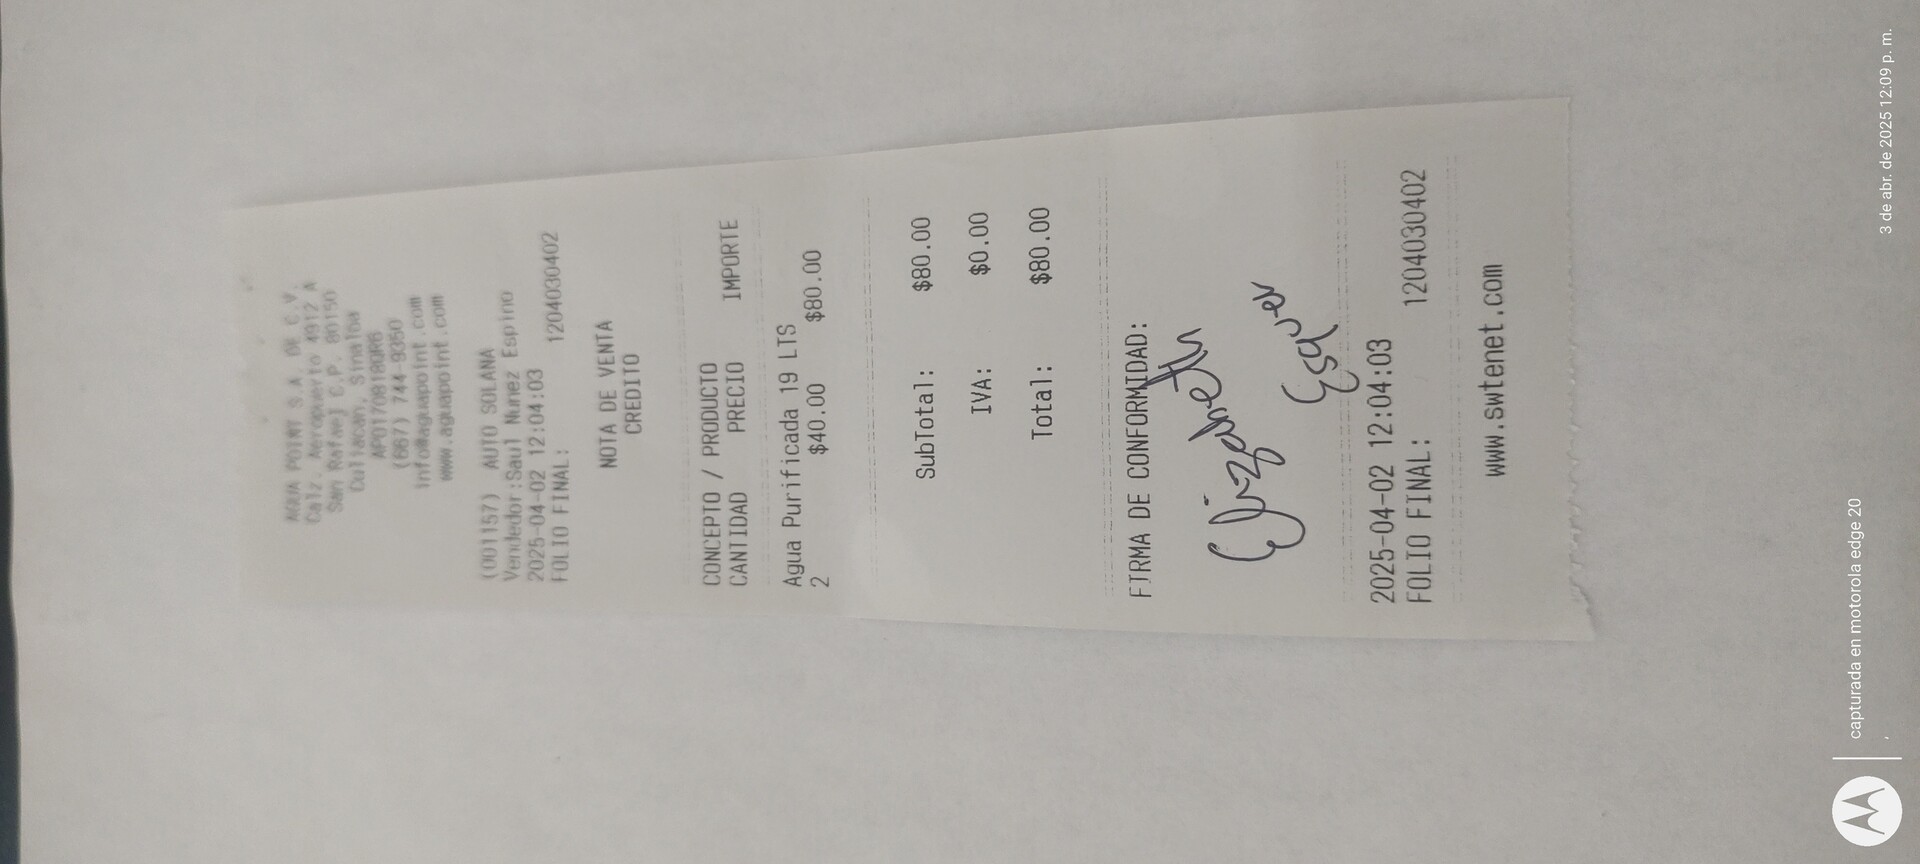 AGUA POINT S.A. DE C.V.
Calz. Aeropuerto 4912 A
San Rafael C.P. 80150
Culiacan, Sinaloa
(667) 744-9350
info@aguapoint.com
www.aguapoint.com
(001157) AUTO SOLANA
Vendedor:Saul Nunez Espino
2025-04-02 12:04:03
FOLIO FINAL: 1204030402
NOTA DE VENTA
CREDITO
CONCEPTO / PRODUCTO
CANTIDAD PRECIO IMPORTE
Agua Purificada 19 LTS
2 $40.00 $80.00
SubTotal: $80.00
IVA: $0.00
Total: $80.00
FIRMA DE CONFORMIDAD:
Elizabeth
Esquer
2025-04-02 12:04:03
FOLIO FINAL:
1204030402
www.swtenet.com
capturada en motorola edge 20
3 de abr. de 2025 12:09 p. m.